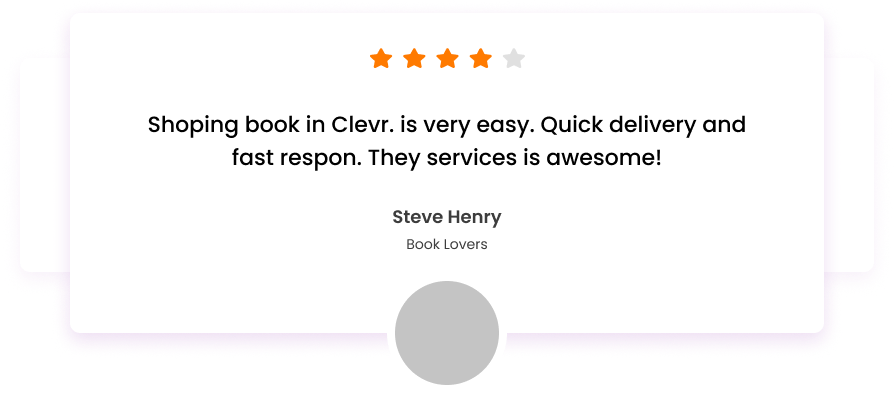 Shoping book in Clevr. is very easy. Quick delivery and
fast respon. They services is awesome!
Steve Henry
Book Lovers